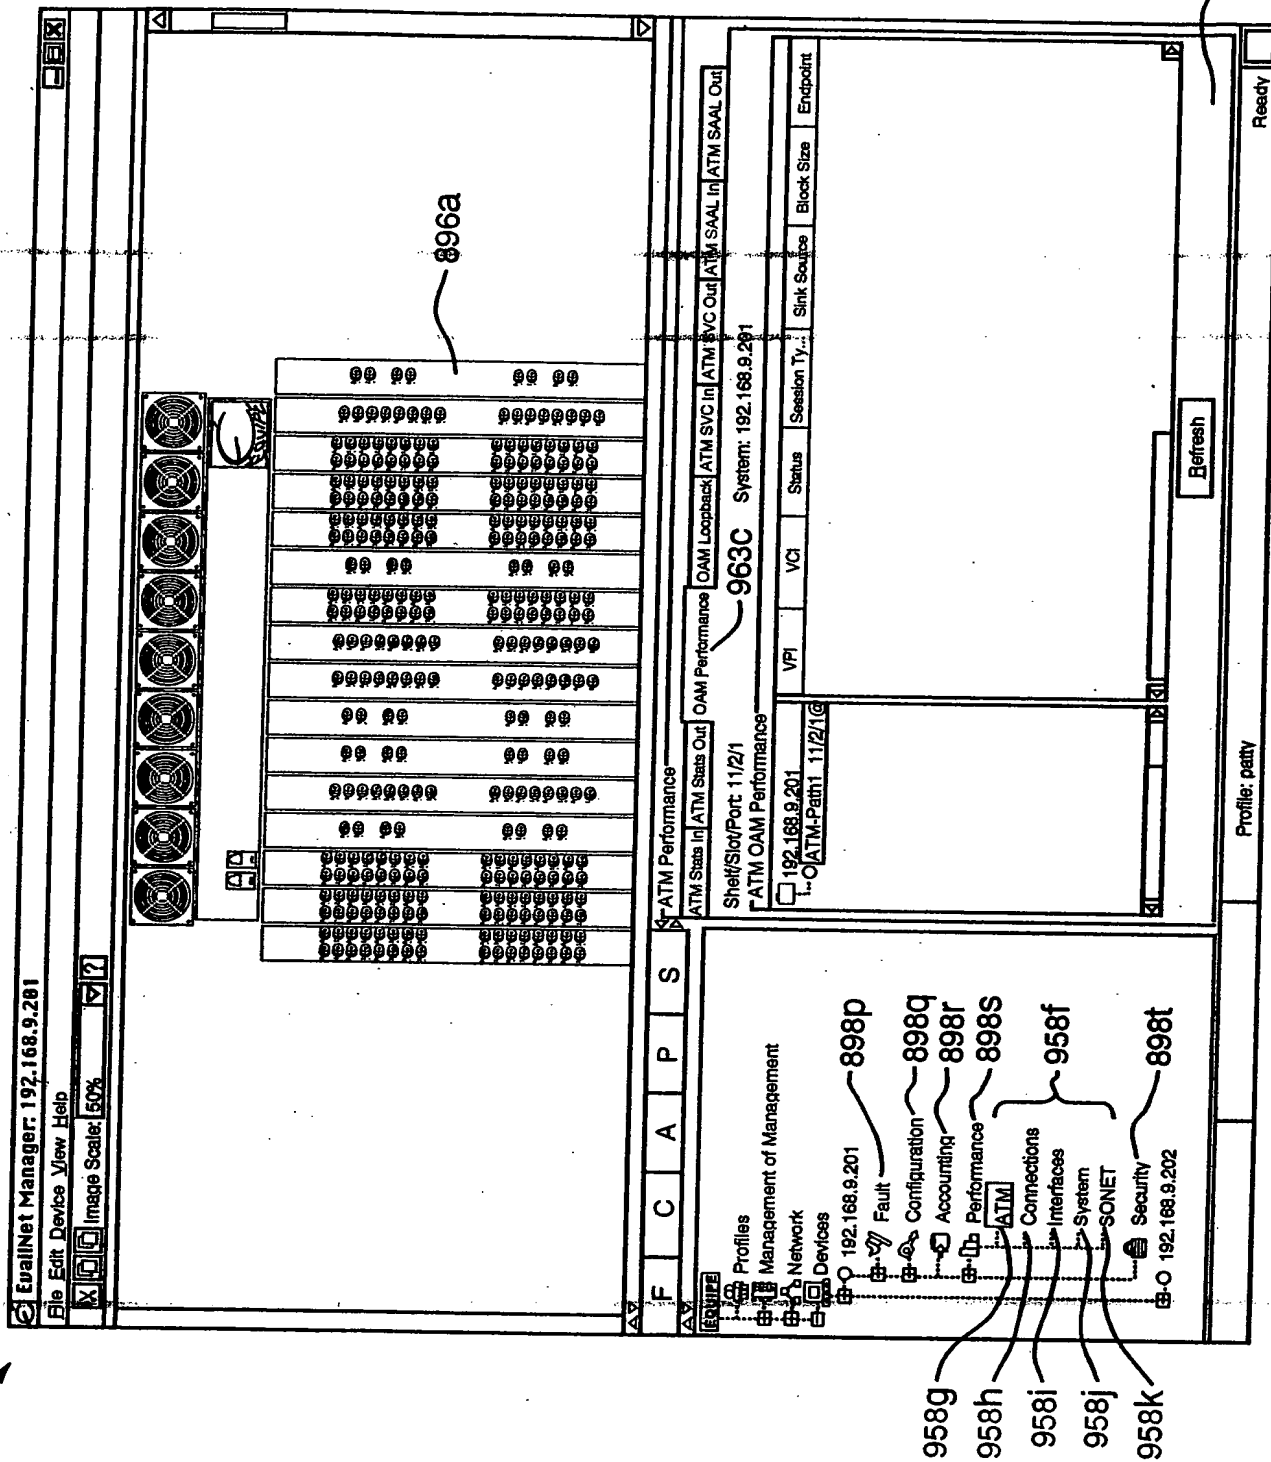 EvaliNet Manager: 192.168.9.201
File Edit Device View Help
Image Scale: 50% ?
896a
F C A P S
EQUIPE
Profiles
Management of Management
Network
Devices
192.168.9.201
898p
Fault
Configuration
898q
Accounting
898r
Performance
898s
ATM
Connections
Interfaces
System
SONET
958f
Security
898t
192.168.9.202
958g
958h
958i
958j
958k
ATM Performance
ATM Stats In ATM Stats Out OAM Performance OAM Loopback ATM SVC In ATM SVC Out ATM SAAL In ATM SAAL Out
963c
Shelf/Slot/Port: 11/2/1 System: 192.168.9.201
ATM OAM Performance
192.168.9.201
ATM-Path1 11/2/1@
VPI VCI Status Session Ty... Sink Source Block Size Endpoint
Refresh
Profile: patty
Ready